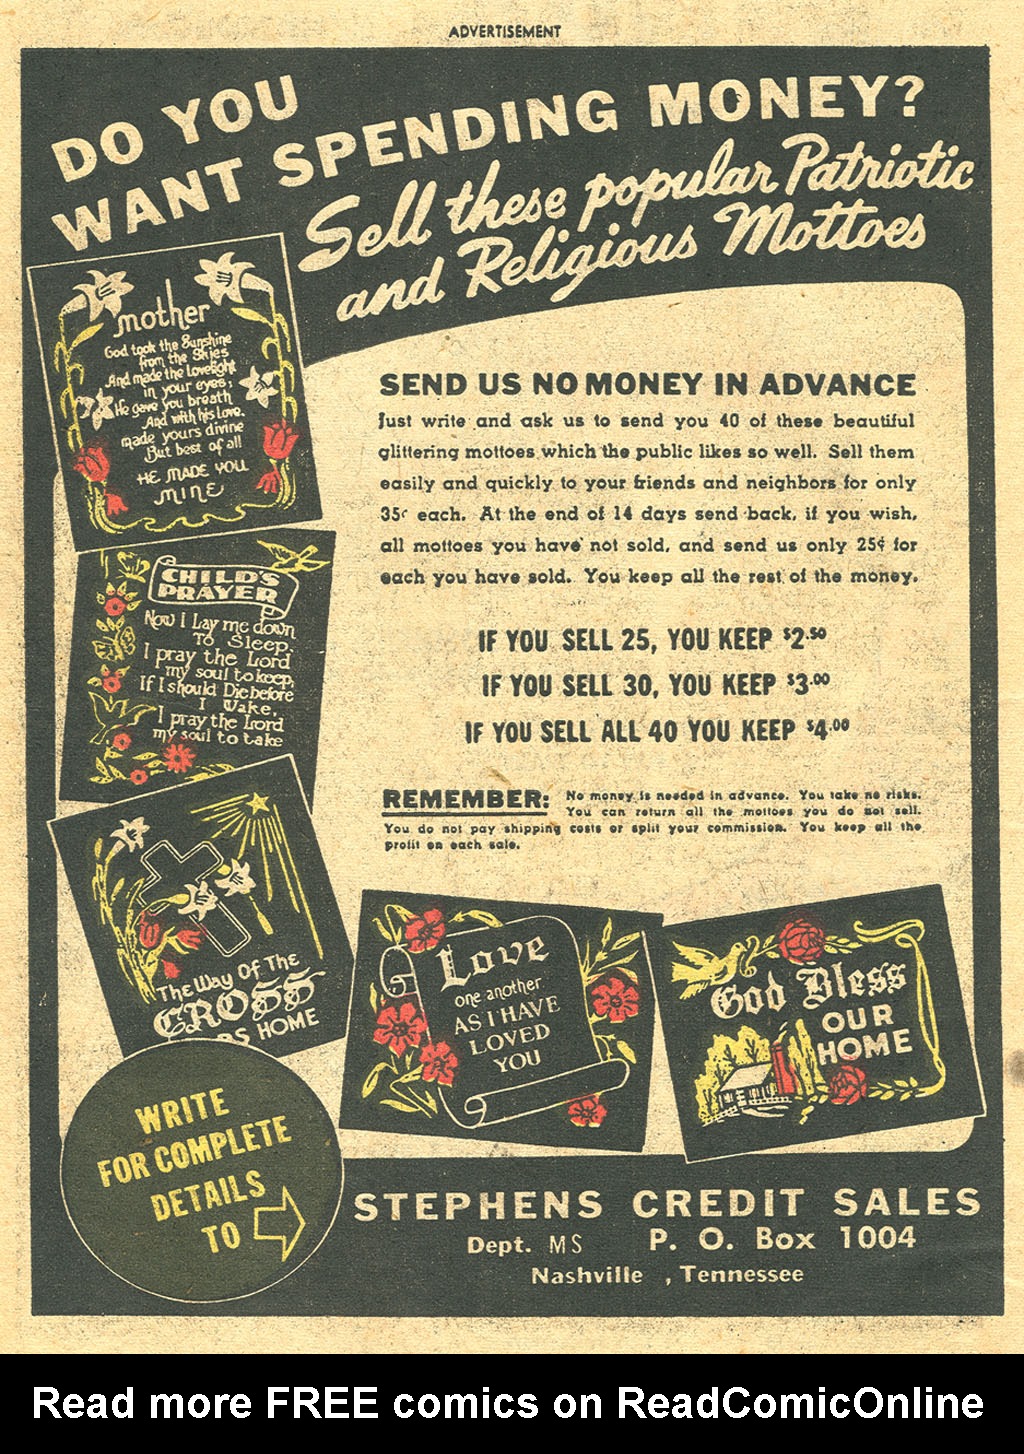 ADVERTISEMENT
DO YOU
WANT SPENDING MONEY?
Sell these popular Patriotic
and Religious Mottoes
mother
God took the Sunshine
from the Skies
And made the Lovelight
in your eyes;
He gave you breath
And with his Love.
made yours divine
But best of all
HE MADE YOU
MINE
SEND US NO MONEY IN ADVANCE
Just write and ask us to send you 40 of these beautiful
glittering mottoes which the public likes so well. Sell them
easily and quickly to your friends and neighbors for only
35¢ each. At the end of 14 days send back, if you wish,
all mottoes you have not sold, and send us only 25¢ for
each you have sold. You keep all the rest of the money.
CHILD'S
PRAYER
Now I Lay me down
To Sleep,
I pray the Lord
my soul to keep,
If I should Die before
I Wake,
I pray the Lord
my soul to take
IF YOU SELL 25, YOU KEEP $2.50
IF YOU SELL 30, YOU KEEP $3.00
IF YOU SELL ALL 40 YOU KEEP $4.00
REMEMBER: No money is needed in advance. You take no risks.
You can return all the mottoes you do not sell.
You do not pay shipping costs or split your commission. You keep all the
profit on each sale.
The Way Of The
CROSS
HOME
Love
one another
AS I HAVE
LOVED
YOU
God Bless
OUR
HOME
WRITE
FOR COMPLETE
DETAILS
TO
STEPHENS CREDIT SALES
Dept. MS P. O. Box 1004
Nashville , Tennessee
Read more FREE comics on ReadComicOnline